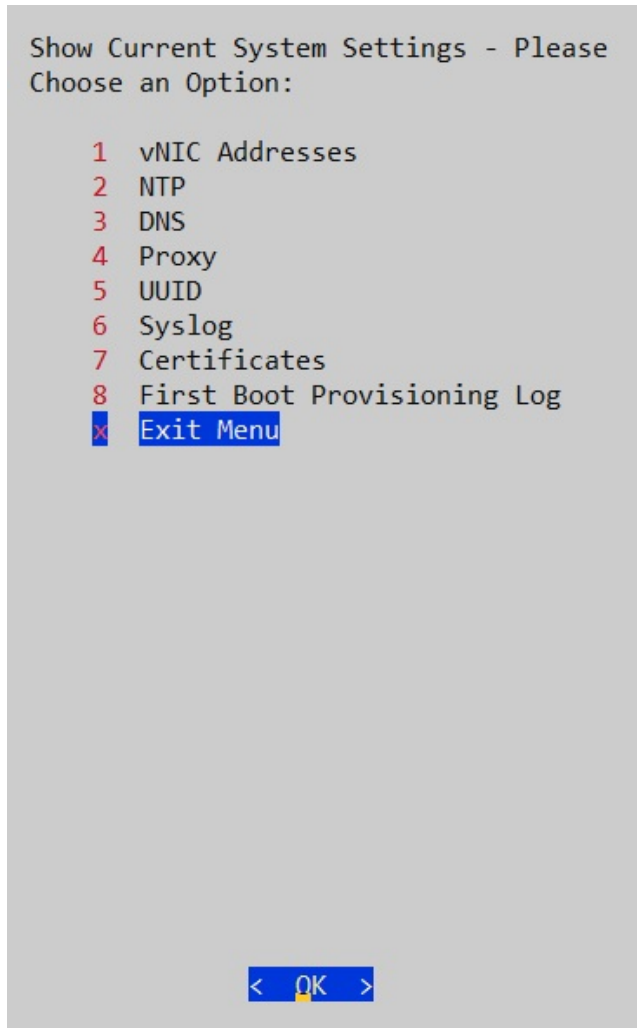 Show Current System Settings - Please
Choose an Option:
1 vNIC Addresses
2 NTP
3 DNS
4 Proxy
5 UUID
6 Syslog
7 Certificates
8 First Boot Provisioning Log
x Exit Menu
< OK >